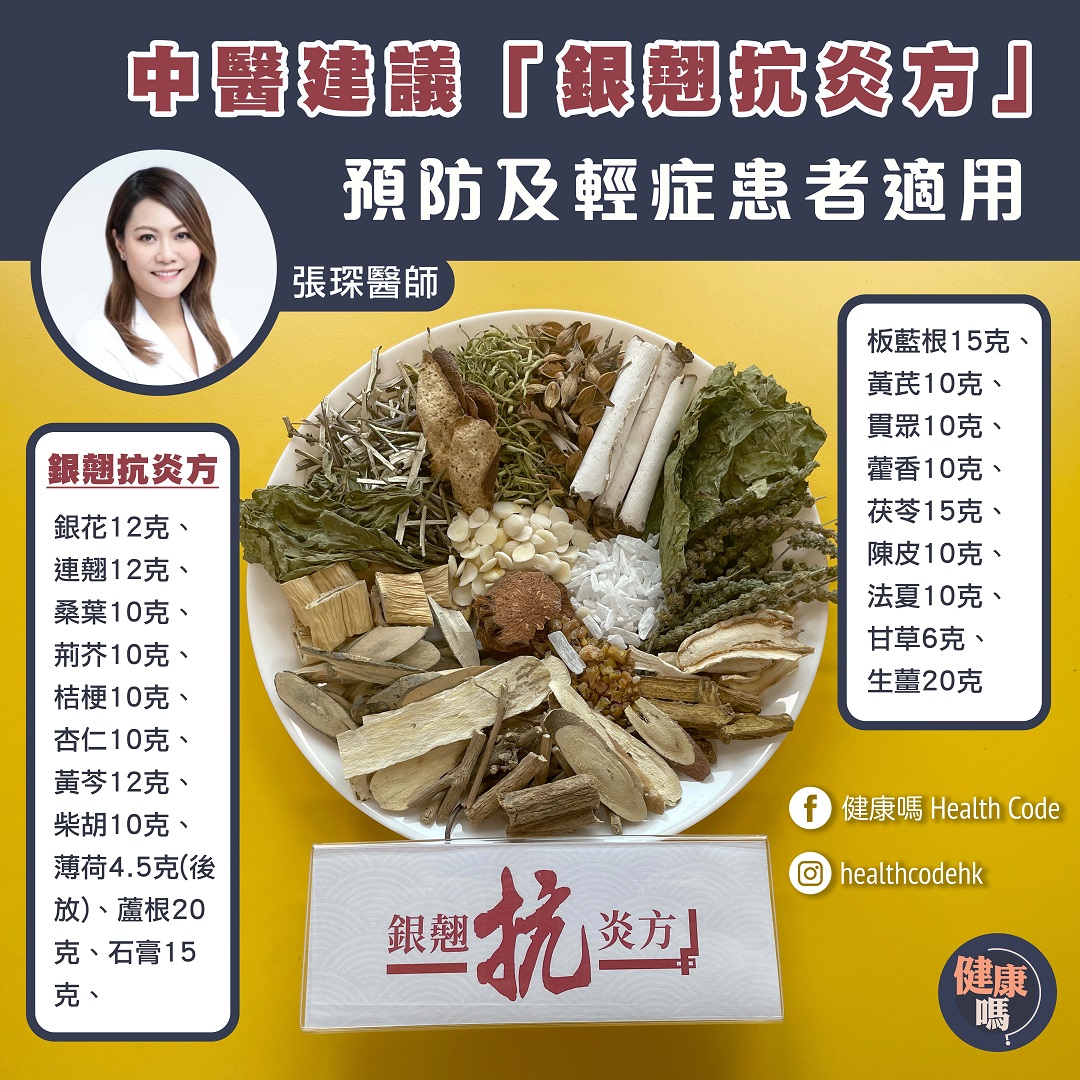 中醫建議「銀翹抗炎方」
預防及輕症患者適用
張琛醫師
銀翹抗炎方
銀花12克、
連翹12克、
桑葉10克、
荊芥10克、
桔梗10克、
杏仁10克、
黃芩12克、
柴胡10克、
薄荷4.5克(後
放)、蘆根20
克、石膏15
克、
板藍根15克、
黃芪10克、
貫眾10克、
藿香10克、
茯苓15克、
陳皮10克、
法夏10克、
甘草6克、
生薑20克
健康嗎 Health Code
healthcodehk
銀翹抗炎方」
健康
嗎